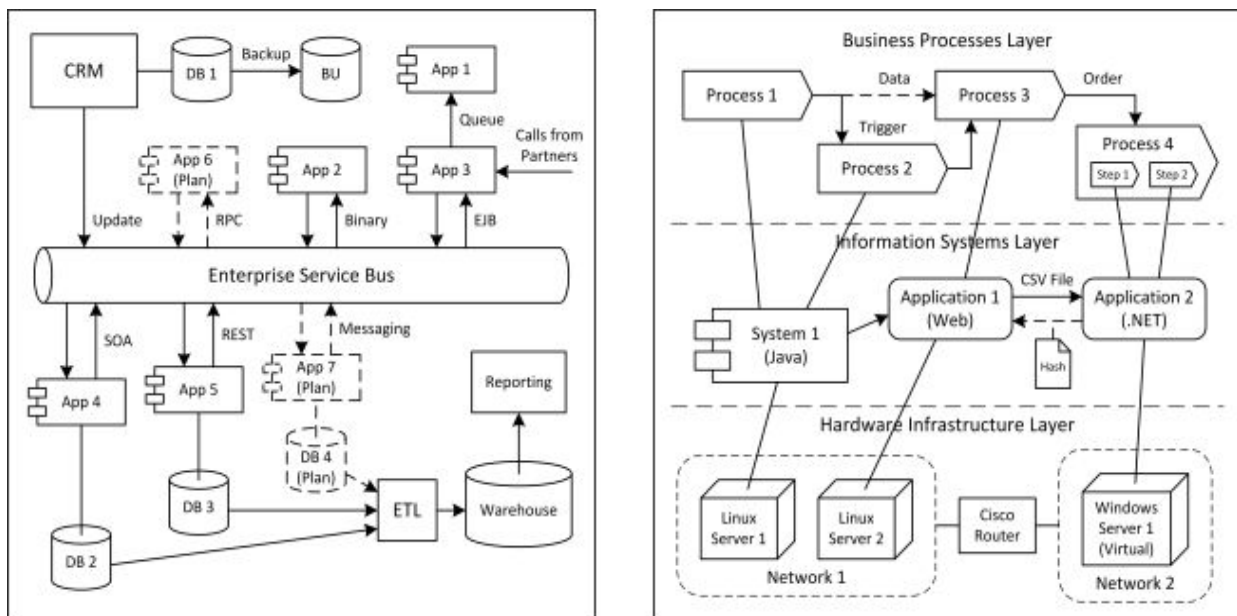 CRM
DB 1
Backup
BU
App 1
Queue
Calls from
Partners
App 6
(Plan)
App 2
App 3
Update
RPC
Binary
EJB
Enterprise Service Bus
SOA
REST
Messaging
App 4
App 5
App 7
(Plan)
Reporting
DB 4
(Plan)
DB 3
ETL
Warehouse
DB 2
Business Processes Layer
Process 1
Data
Process 3
Order
Trigger
Process 2
Process 4
Step 1
Step 2
Information Systems Layer
System 1
(Java)
Application 1
(Web)
CSV File
Application 2
(.NET)
Hash
Hardware Infrastructure Layer
Linux
Server 1
Linux
Server 2
Cisco
Router
Windows
Server 1
(Virtual)
Network 1
Network 2